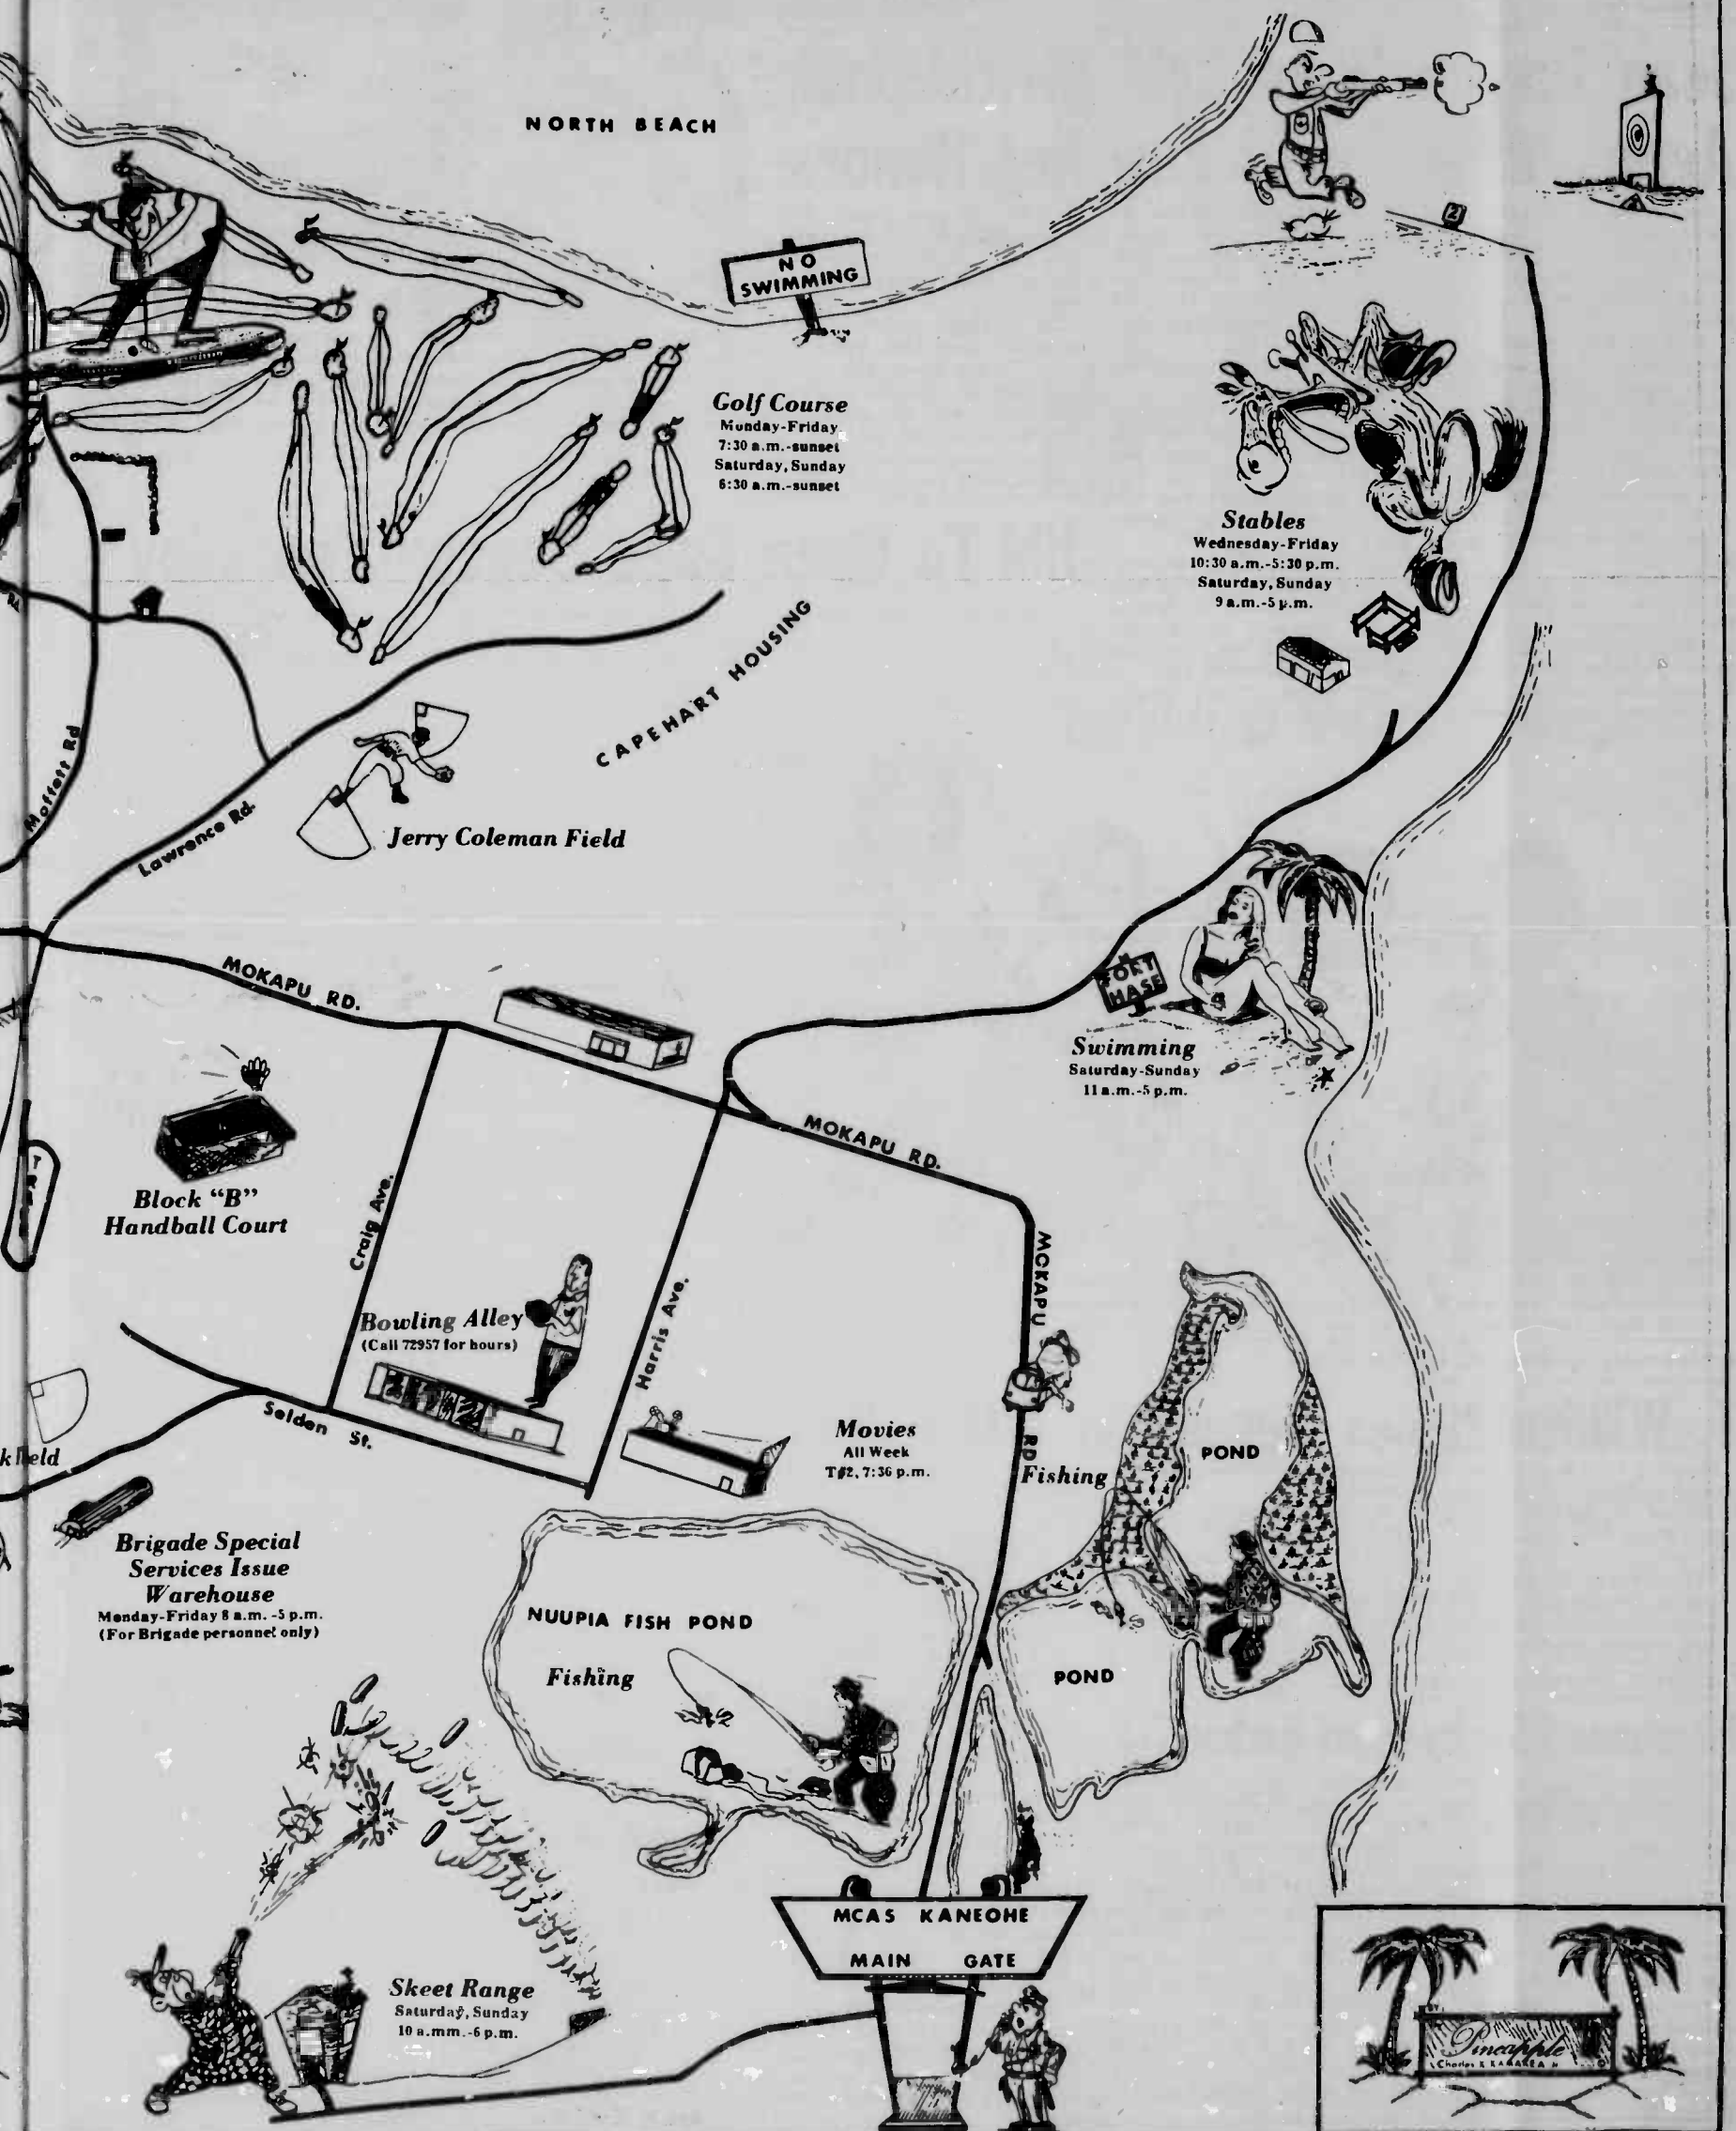 NORTH BEACH
NO
SWIMMING
2
Golf Course
Monday-Friday
7:30 a.m.-sunset
Saturday, Sunday
6:30 a.m.-sunset
Stables
Wednesday-Friday
10:30 a.m.-5:30 p.m.
Saturday, Sunday
9 a.m.-5 p.m.
CAPEHART HOUSING
Moffett Rd
Lawrence Rd.
Jerry Coleman Field
MOKAPU RD.
FORT
HASE
Swimming
Saturday-Sunday
11 a.m.-5 p.m.
MOKAPU RD.
Block "B"
Handball Court
Craig Ave.
Harris Ave.
MOKAPU
RD
Bowling Alley
(Call 72957 for hours)
Selden St.
Movies
All Week
T#2, 7:36 p.m.
Fishing
POND
k field
Brigade Special
Services Issue
Warehouse
Monday-Friday 8 a.m. -5 p.m.
(For Brigade personnel only)
NUUPIA FISH POND
Fishing
POND
MCAS KANEOHE
MAIN GATE
Skeet Range
Saturday, Sunday
10 a.mm.-6 p.m.
BY
Pineapple
Charles K